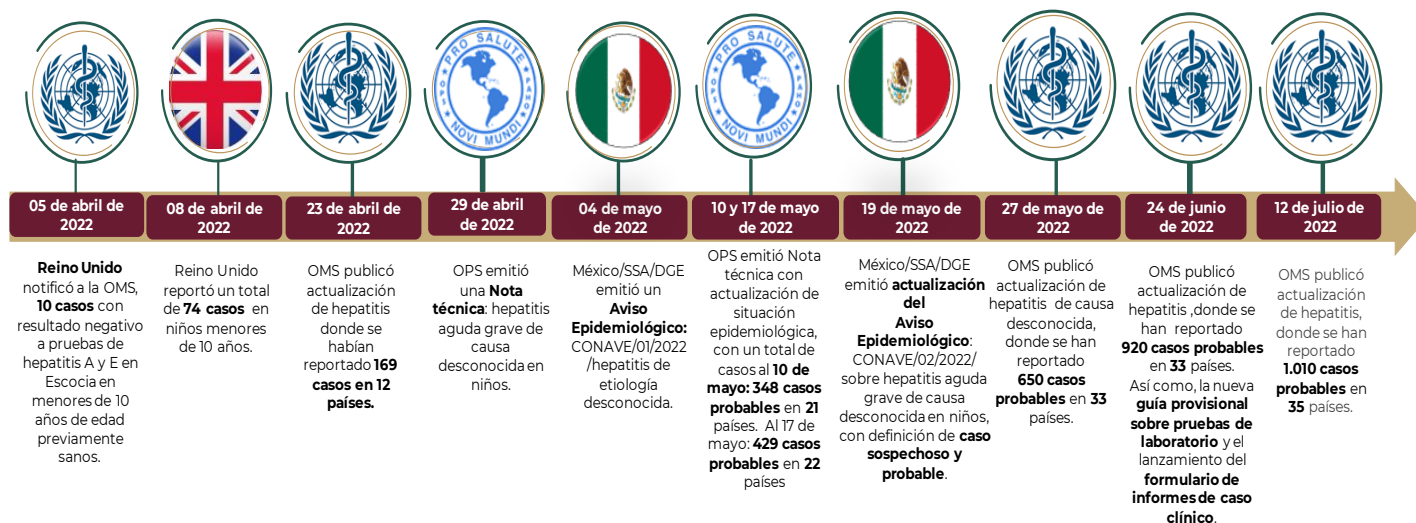 PRO SALUTE
NOVI MUNDI
OPS
PAHO
PRO SALUTE
NOVI MUNDI
OPS
PAHO
05 de abril de
2022
Reino Unido
notificó a la OMS,
10 casos con
resultado negativo
a pruebas de
hepatitis A y E en
Escocia en
menores de 10
años de edad
previamente
sanos.
08 de abril de
2022
Reino Unido
reportó un total
de 74 casos en
niños menores
de 10 años.
23 de abril de
2022
OMS publicó
actualización
de hepatitis
donde se
habían
reportado 169
casos en 12
países.
29 de abril
de 2022
OPS emitió
una Nota
técnica: hepatitis
aguda grave de
causa
desconocida en
niños.
04 de mayo
de 2022
México/SSA/DGE
emitió un
Aviso
Epidemiológico:
CONAVE/01/2022
/hepatitis de
etiología
desconocida.
10 y 17 de mayo
de 2022
OPS emitió Nota
técnica con
actualización de
situación
epidemiológica,
con un total de
casos al 10 de
mayo: 348 casos
probables en 21
países. Al 17 de
mayo: 429 casos
probables en 22
países
19 de mayo de
2022
México/SSA/DGE
emitió actualización
del
Aviso
Epidemiológico:
CONAVE/02/2022/
sobre hepatitis aguda
grave de causa
desconocida en niños,
con definición de caso
sospechoso y
probable.
27 de mayo de
2022
OMS publicó
actualización de
hepatitis de causa
desconocida,
donde se han
reportado
650 casos
probables en 33
países.
24 de junio
de 2022
OMS publicó
actualización de
hepatitis ,donde se
han reportado
920 casos probables
en 33 países.
Así como, la nueva
guía provisional
sobre pruebas de
laboratorio y el
lanzamiento del
formulario de
informes de caso
clínico.
12 de julio de
2022
OMS publicó
actualización
de hepatitis,
donde se han
reportado
1.010 casos
probables en
35 países.